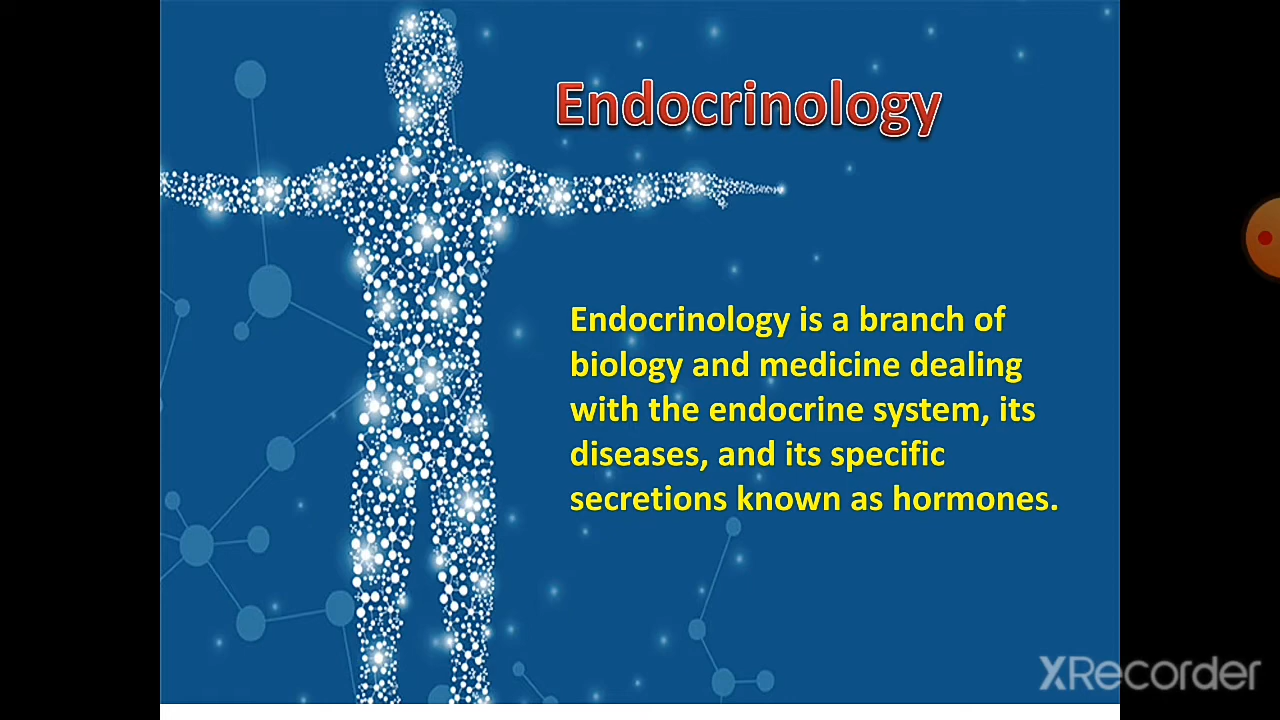 Endocrinology
Endocrinology is a branch of
biology and medicine dealing
with the endocrine system, its
diseases, and its specific
secretions known as hormones.
XRecorder